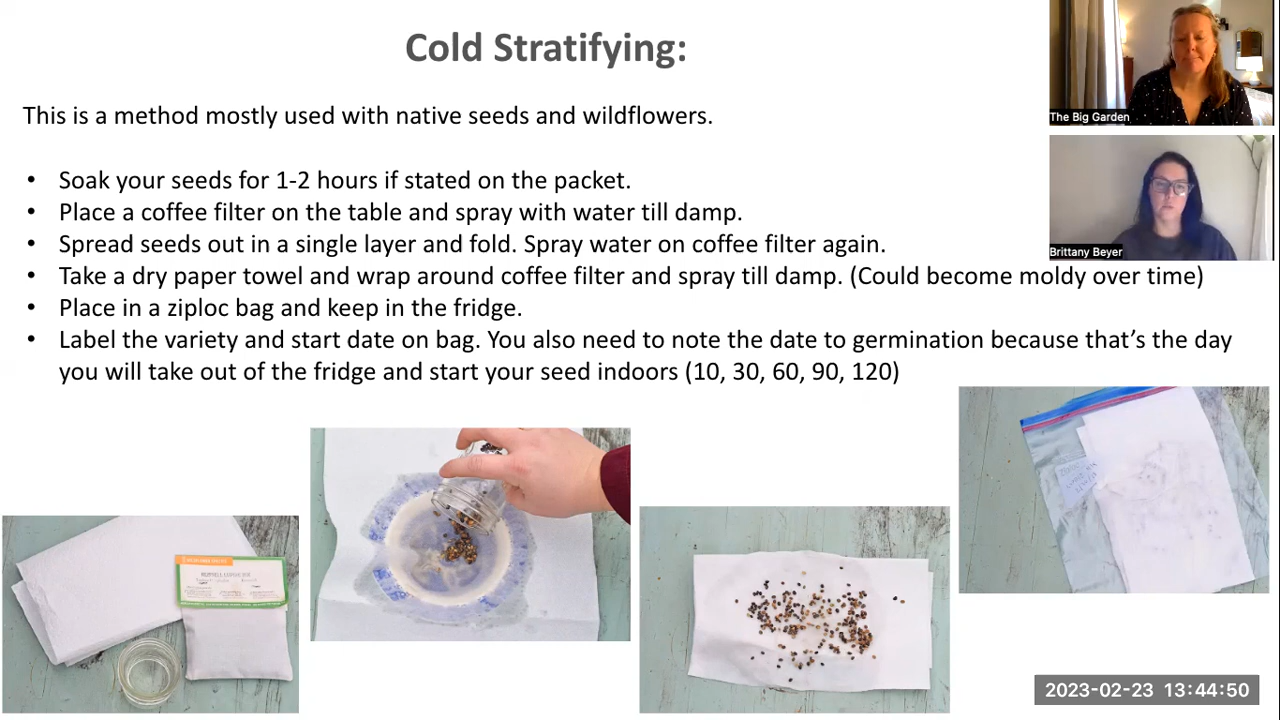 Cold Stratifying:
The Big Garden
This is a method mostly used with native seeds and wildflowers.
• Soak your seeds for 1-2 hours if stated on the packet.
• Place a coffee filter on the table and spray with water till damp.
• Spread seeds out in a single layer and fold. Spray water on coffee filter again.
Brittany Beyer
• Take a dry paper towel and wrap around coffee filter and spray till damp. (Could become moldy over time)
• Place in a ziploc bag and keep in the fridge.
• Label the variety and start date on bag. You also need to note the date to germination because that’s the day
you will take out of the fridge and start your seed indoors (10, 30, 60, 90, 120)
2023-02-23 13:44:50